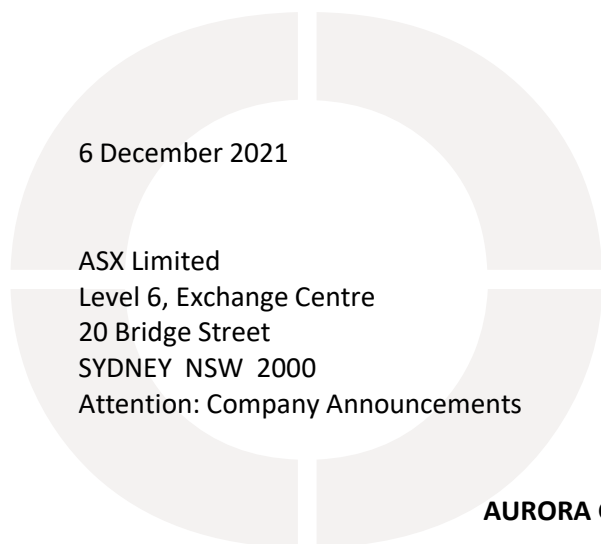 6 December 2021
ASX Limited
Level 6, Exchange Centre
20 Bridge Street
SYDNEY NSW 2000
Attention: Company Announcements
AURORA